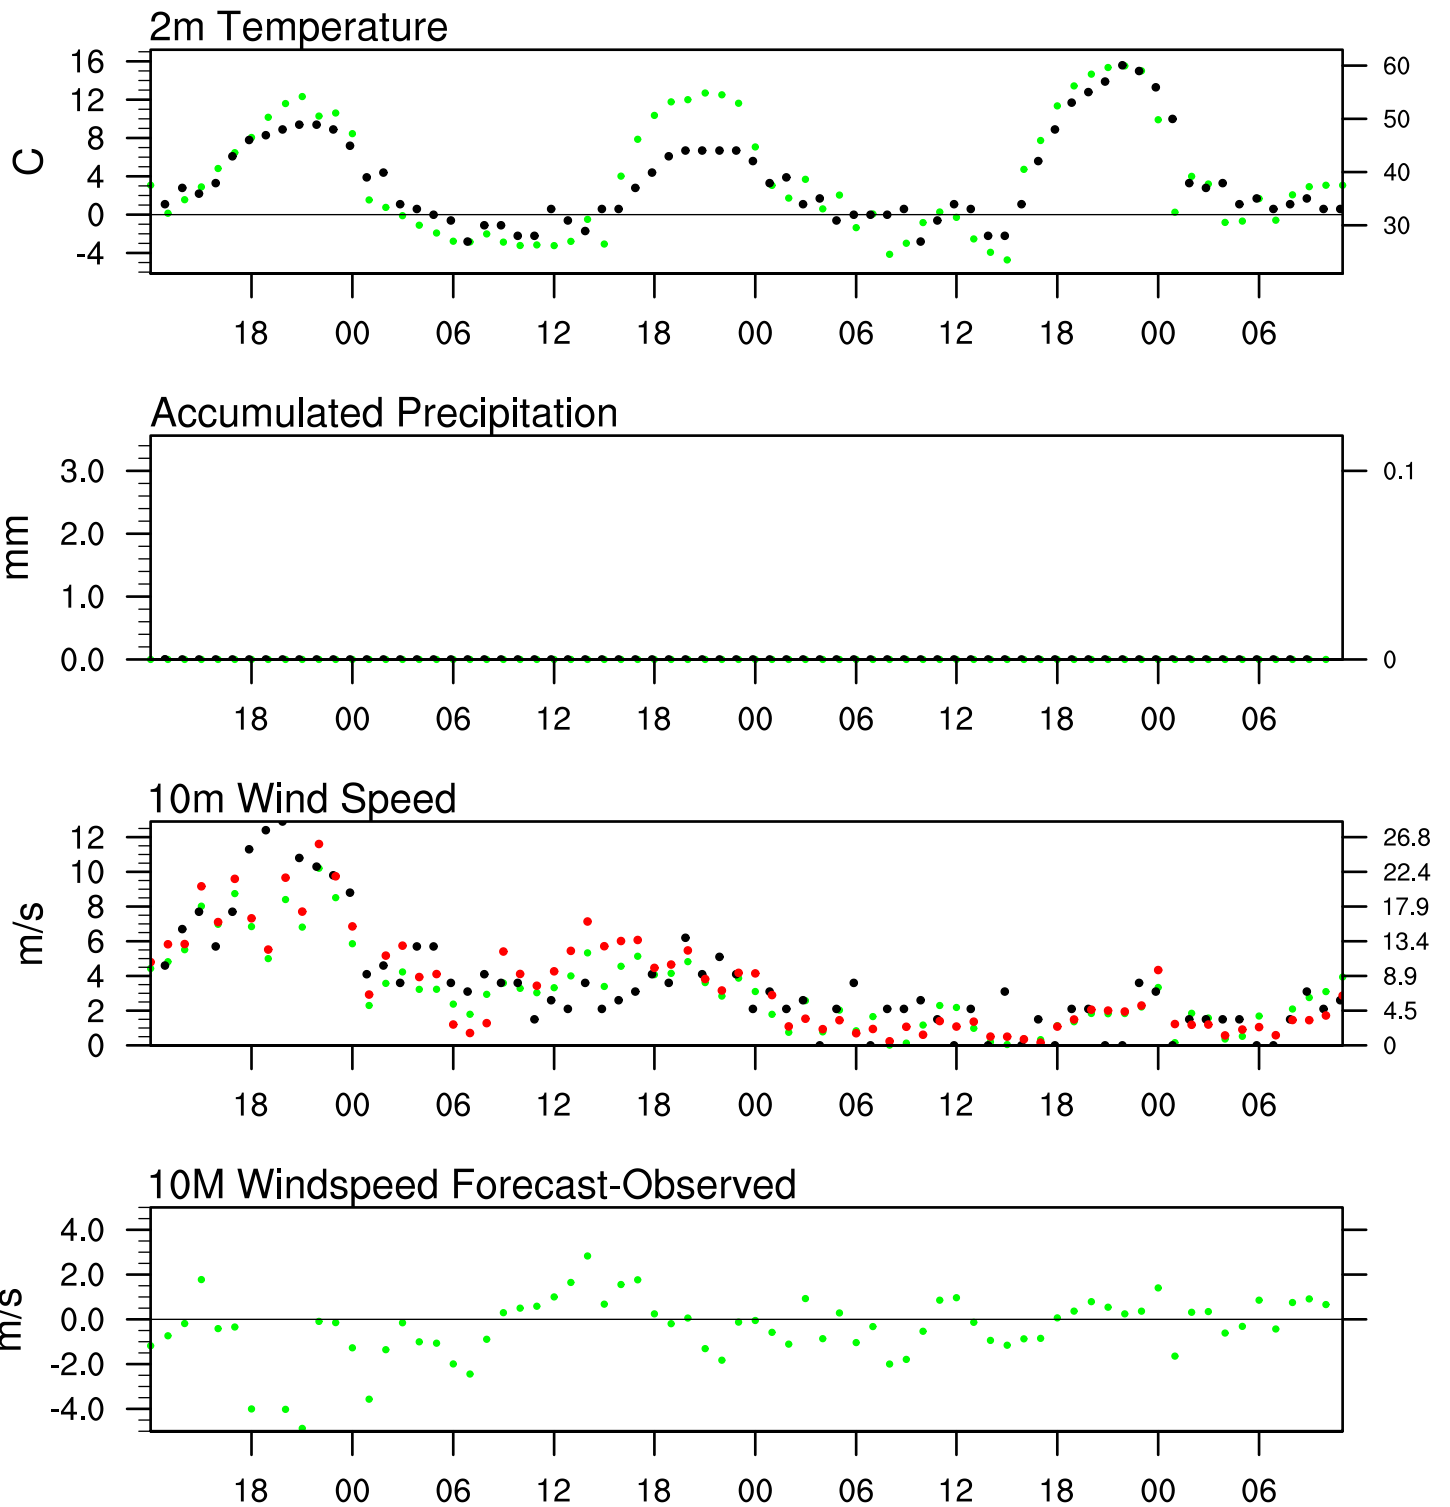 2m Temperature
16
12
8
4
0
-4
C
60
50
40
30
18 00 06 12 18 00 06 12 18 00 06
Accumulated Precipitation
3.0
2.0
1.0
0.0
mm
0.1
0
18 00 06 12 18 00 06 12 18 00 06
10m Wind Speed
12
10
8
6
4
2
0
m/s
26.8
22.4
17.9
13.4
8.9
4.5
0
18 00 06 12 18 00 06 12 18 00 06
10M Windspeed Forecast-Observed
4.0
2.0
0.0
-2.0
-4.0
m/s
18 00 06 12 18 00 06 12 18 00 06